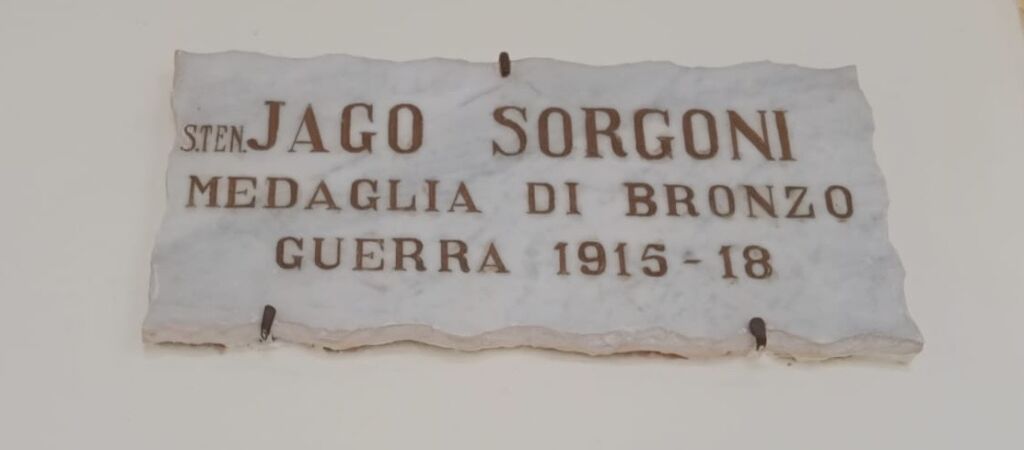 S.TEN. JAGO SORGONI
MEDAGLIA DI BRONZO
GUERRA 1915-18